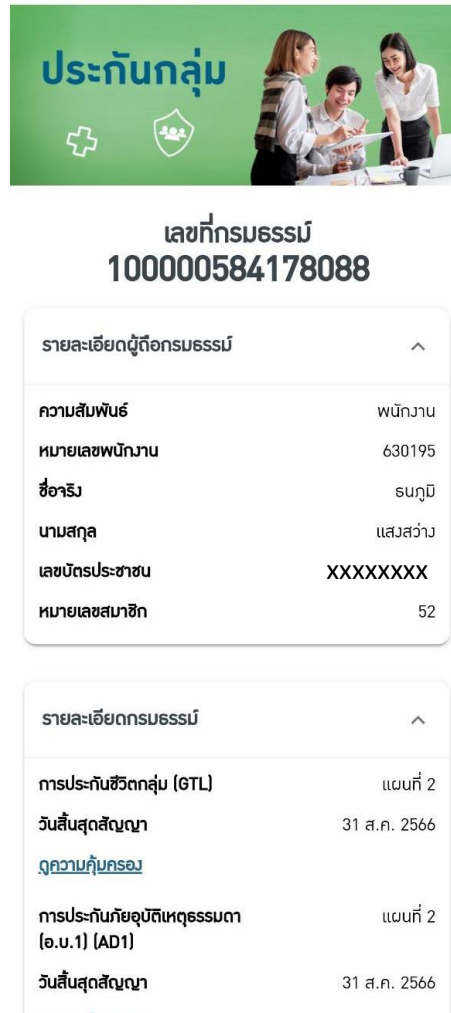 ประกันกลุ่ม
เลขที่กรมธรรม์
100000584178088
รายละเอียดผู้ถือกรมธรรม์
ความสัมพันธ์ พนักงาน
หมายเลขพนักงาน 630195
ชื่อจริง ธนภูมิ
นามสกุล แสงสว่าง
เลขบัตรประชาชน XXXXXXXX
หมายเลขสมาชิก 52
รายละเอียดกรมธรรม์
การประกันชีวิตกลุ่ม (GTL) แผนที่ 2
วันสิ้นสุดสัญญา 31 ส.ค. 2566
ดูความคุ้มครอง
การประกันภัยอุบัติเหตุธรรมดา แผนที่ 2
(อ.บ.1) (AD1)
วันสิ้นสุดสัญญา 31 ส.ค. 2566